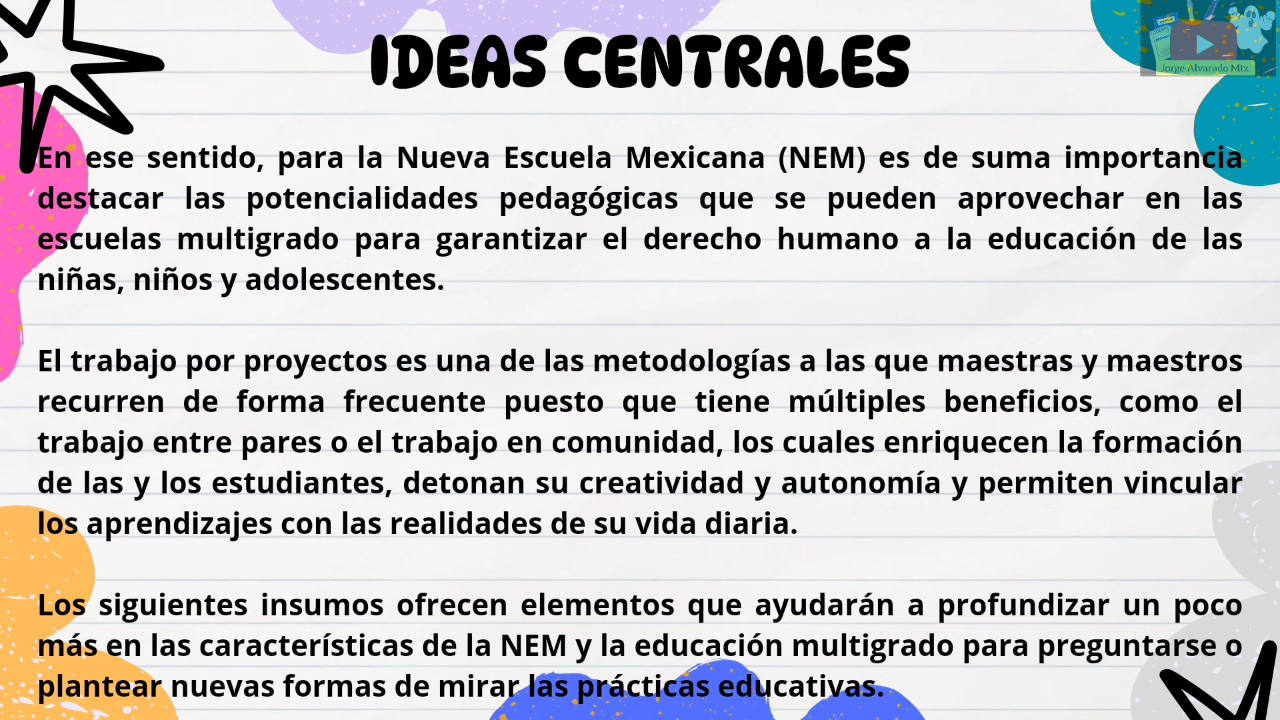 IDEAS CENTRALES
Jorge Alvarado Mtz
En ese sentido, para la Nueva Escuela Mexicana (NEM) es de suma importancia
destacar las potencialidades pedagógicas que se pueden aprovechar en las
escuelas multigrado para garantizar el derecho humano a la educación de las
niñas, niños y adolescentes.
El trabajo por proyectos es una de las metodologías a las que maestras y maestros
recurren de forma frecuente puesto que tiene múltiples beneficios, como el
trabajo entre pares o el trabajo en comunidad, los cuales enriquecen la formación
de las y los estudiantes, detonan su creatividad y autonomía y permiten vincular
los aprendizajes con las realidades de su vida diaria.
Los siguientes insumos ofrecen elementos que ayudarán a profundizar un poco
más en las características de la NEM y la educación multigrado para preguntarse o
plantear nuevas formas de mirar las prácticas educativas.